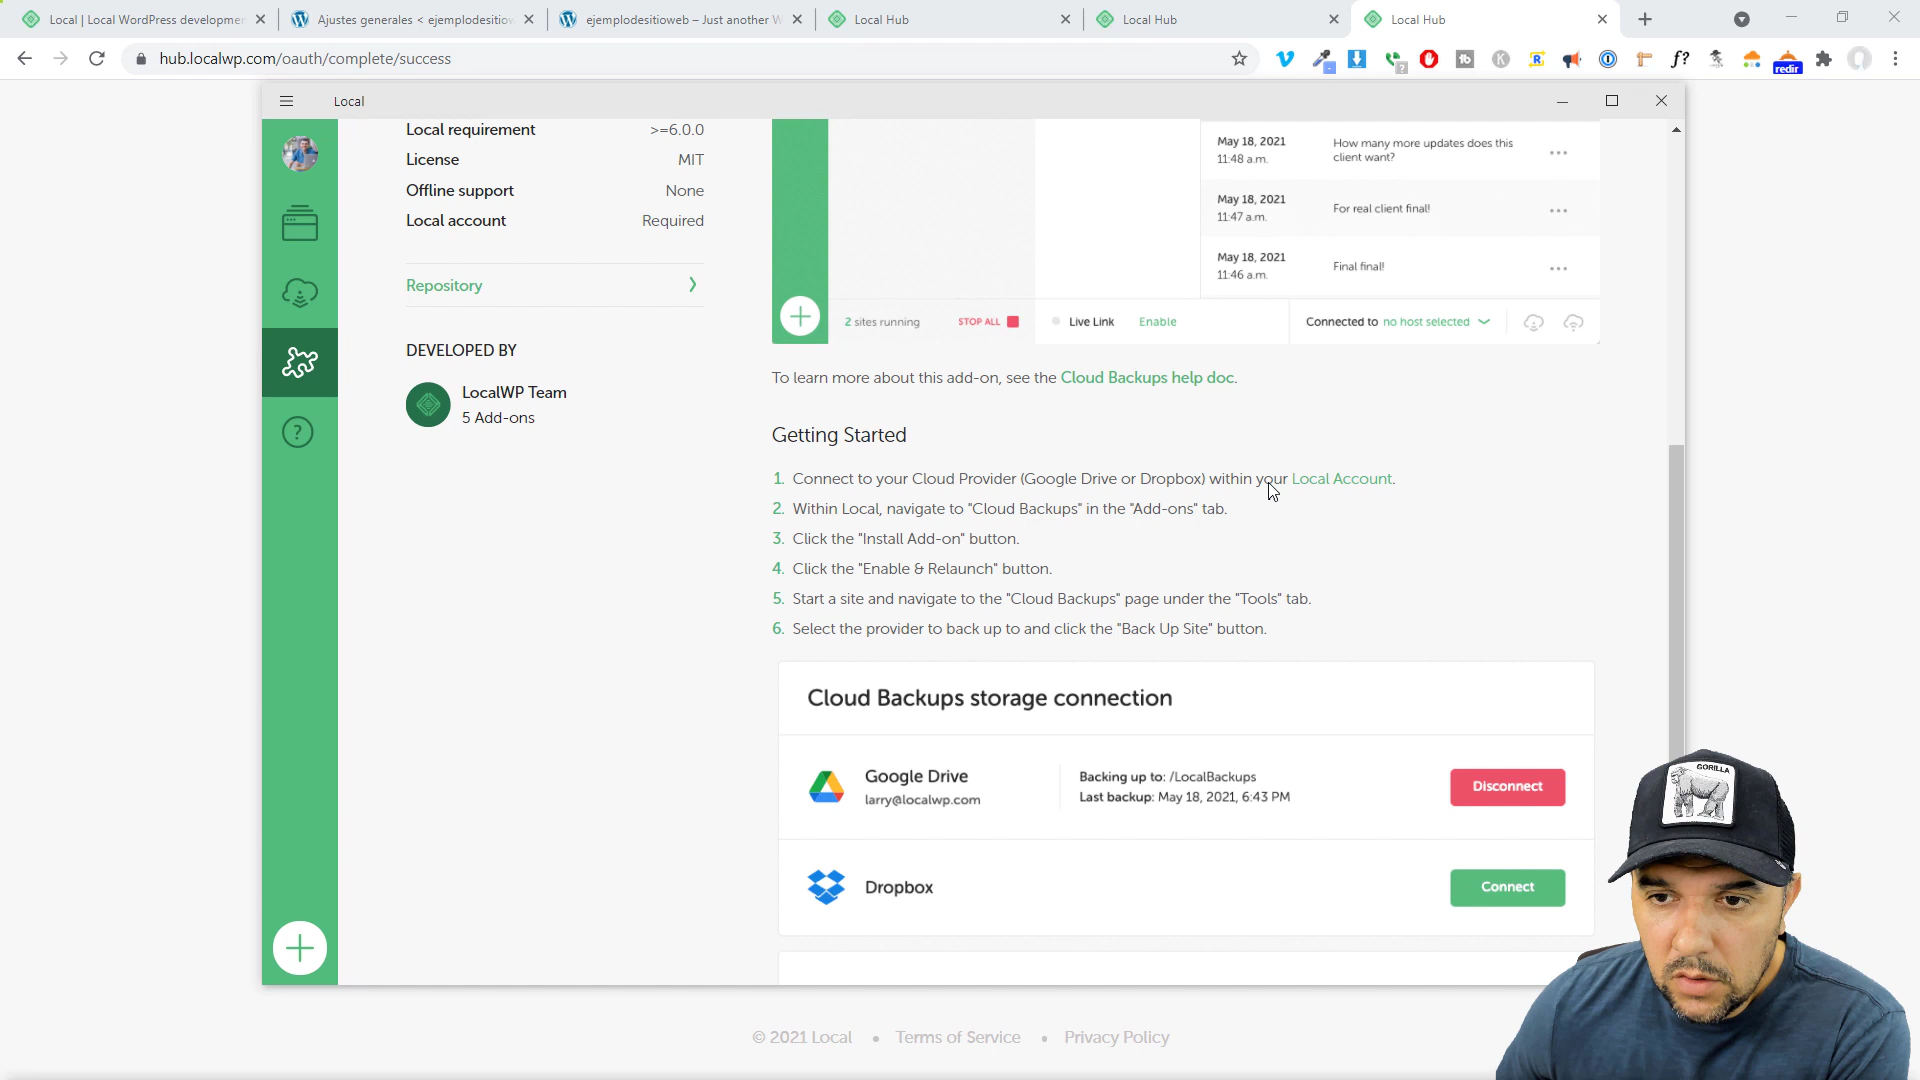 Local | Local WordPress developmen
Ajustes generales < ejemplodesitiow
ejemplodesitioweb – Just another W
Local Hub
Local Hub
Local Hub
hub.localwp.com/oauth/complete/success
redir
Local
Local requirement >=6.0.0
License MIT
Offline support None
Local account Required
Repository
DEVELOPED BY
LocalWP Team
5 Add-ons
May 18, 2021
11:48 a.m.
How many more updates does this
client want?
May 18, 2021
11:47 a.m.
For real client final!
May 18, 2021
11:46 a.m.
Final final!
2 sites running STOP ALL Live Link Enable Connected to no host selected
To learn more about this add-on, see the Cloud Backups help doc.
Getting Started
1. Connect to your Cloud Provider (Google Drive or Dropbox) within your Local Account.
2. Within Local, navigate to "Cloud Backups" in the "Add-ons" tab.
3. Click the "Install Add-on" button.
4. Click the "Enable & Relaunch" button.
5. Start a site and navigate to the "Cloud Backups" page under the "Tools" tab.
6. Select the provider to back up to and click the "Back Up Site" button.
Cloud Backups storage connection
Google Drive
larry@localwp.com
Backing up to: /LocalBackups
Last backup: May 18, 2021, 6:43 PM
Disconnect
Dropbox
Connect
GORILLA
© 2021 Local • Terms of Service • Privacy Policy